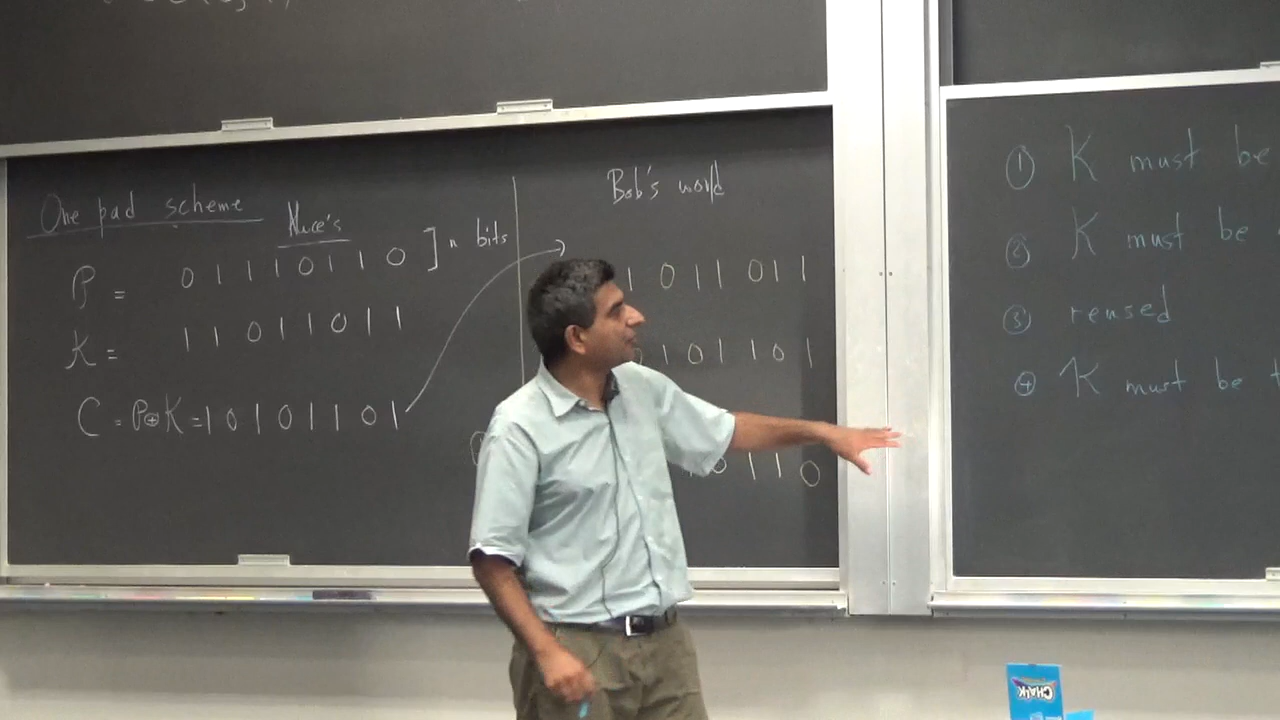 One pad scheme
Alice's
P = 0 1 1 1 0 1 1 0 ] n bits
K = 1 1 0 1 1 0 1 1
C = P⊕K = 1 0 1 0 1 1 0 1
Bob's world
1 0 1 1 0 1 1
0 1 0 1 1 0 1
0 1 1 0
① K must be
② K must be
③ reused
④ K must be
CHALK